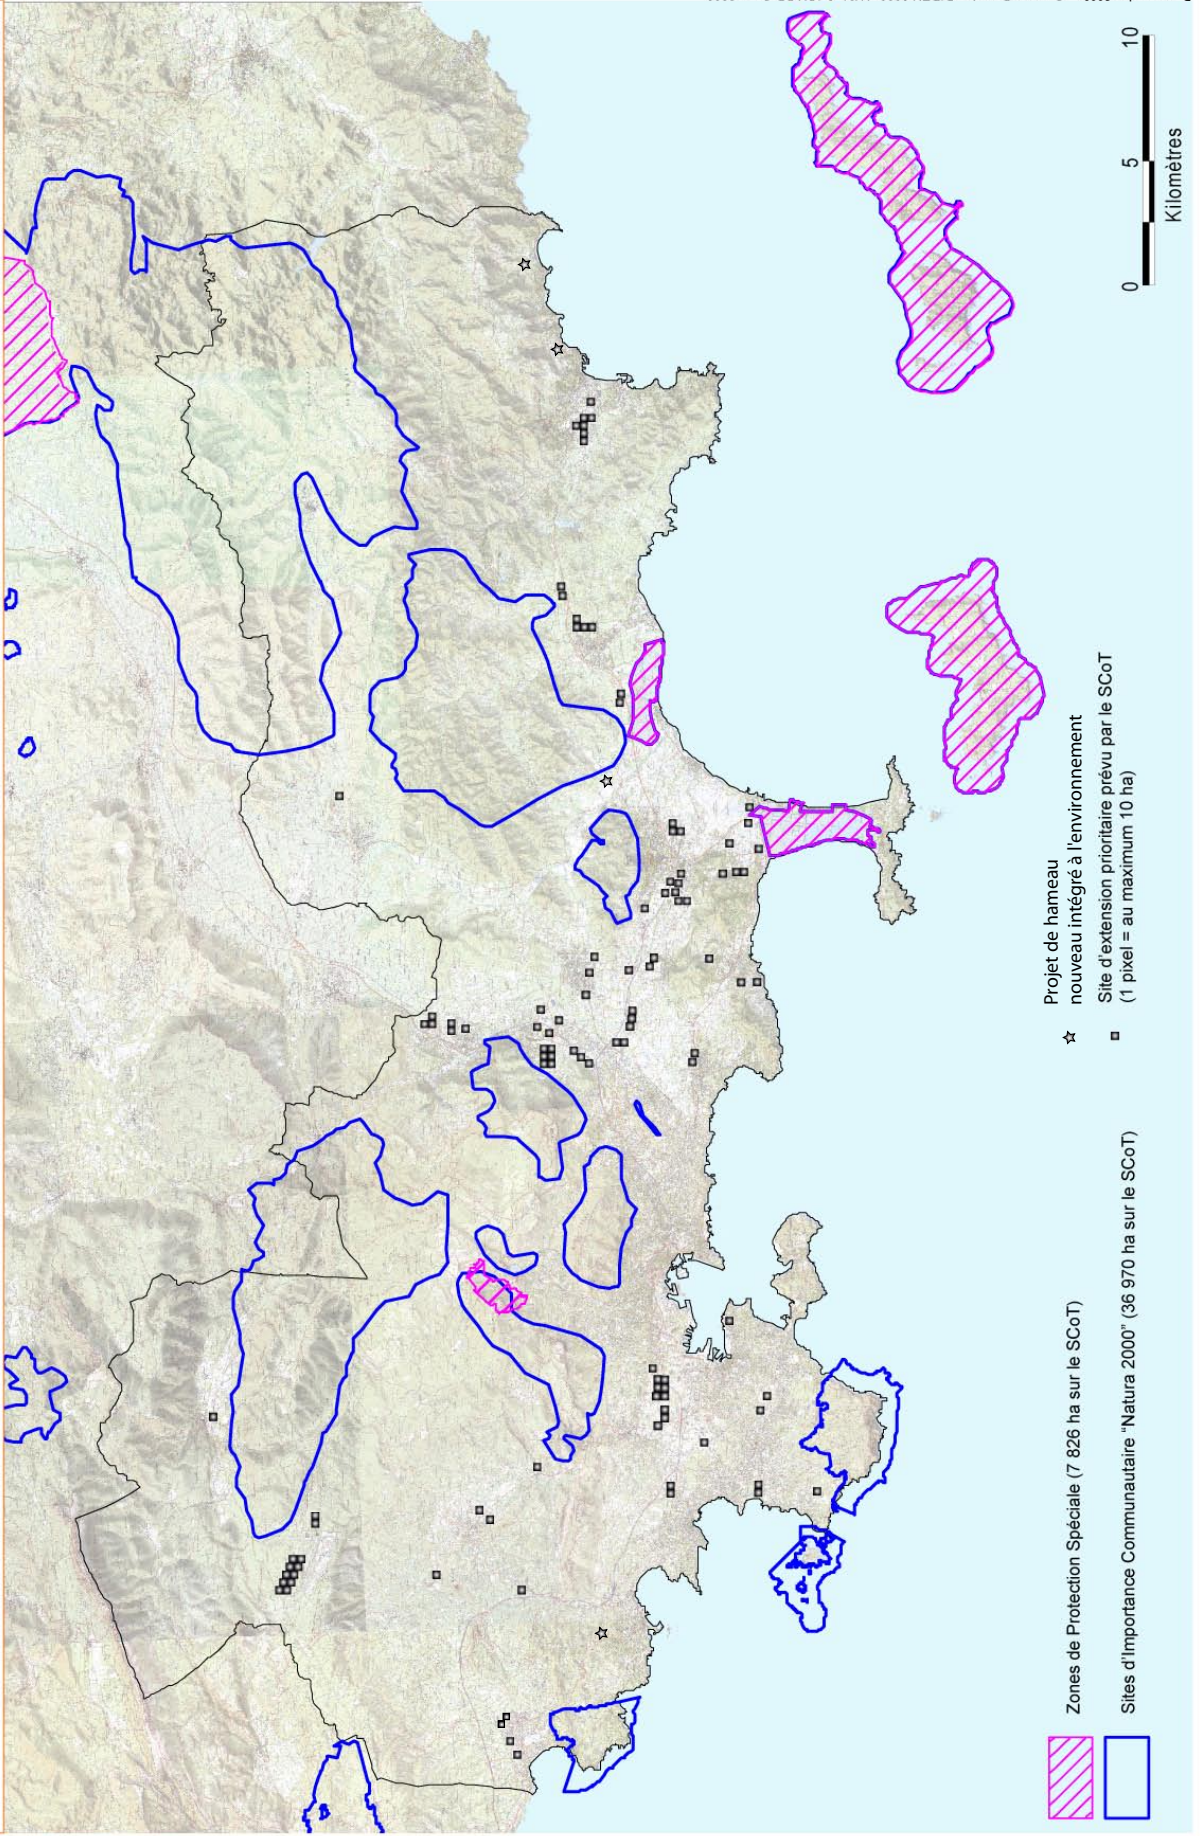 Zones de Protection Spéciale (7 826 ha sur le SCoT)
Sites d'Importance Communautaire "Natura 2000" (36 970 ha sur le SCoT)
Projet de hameau
nouveau intégré à l'environnement
Site d'extension prioritaire prévu par le SCoT
(1 pixel = au maximum 10 ha)
0 5 10
Kilomètres